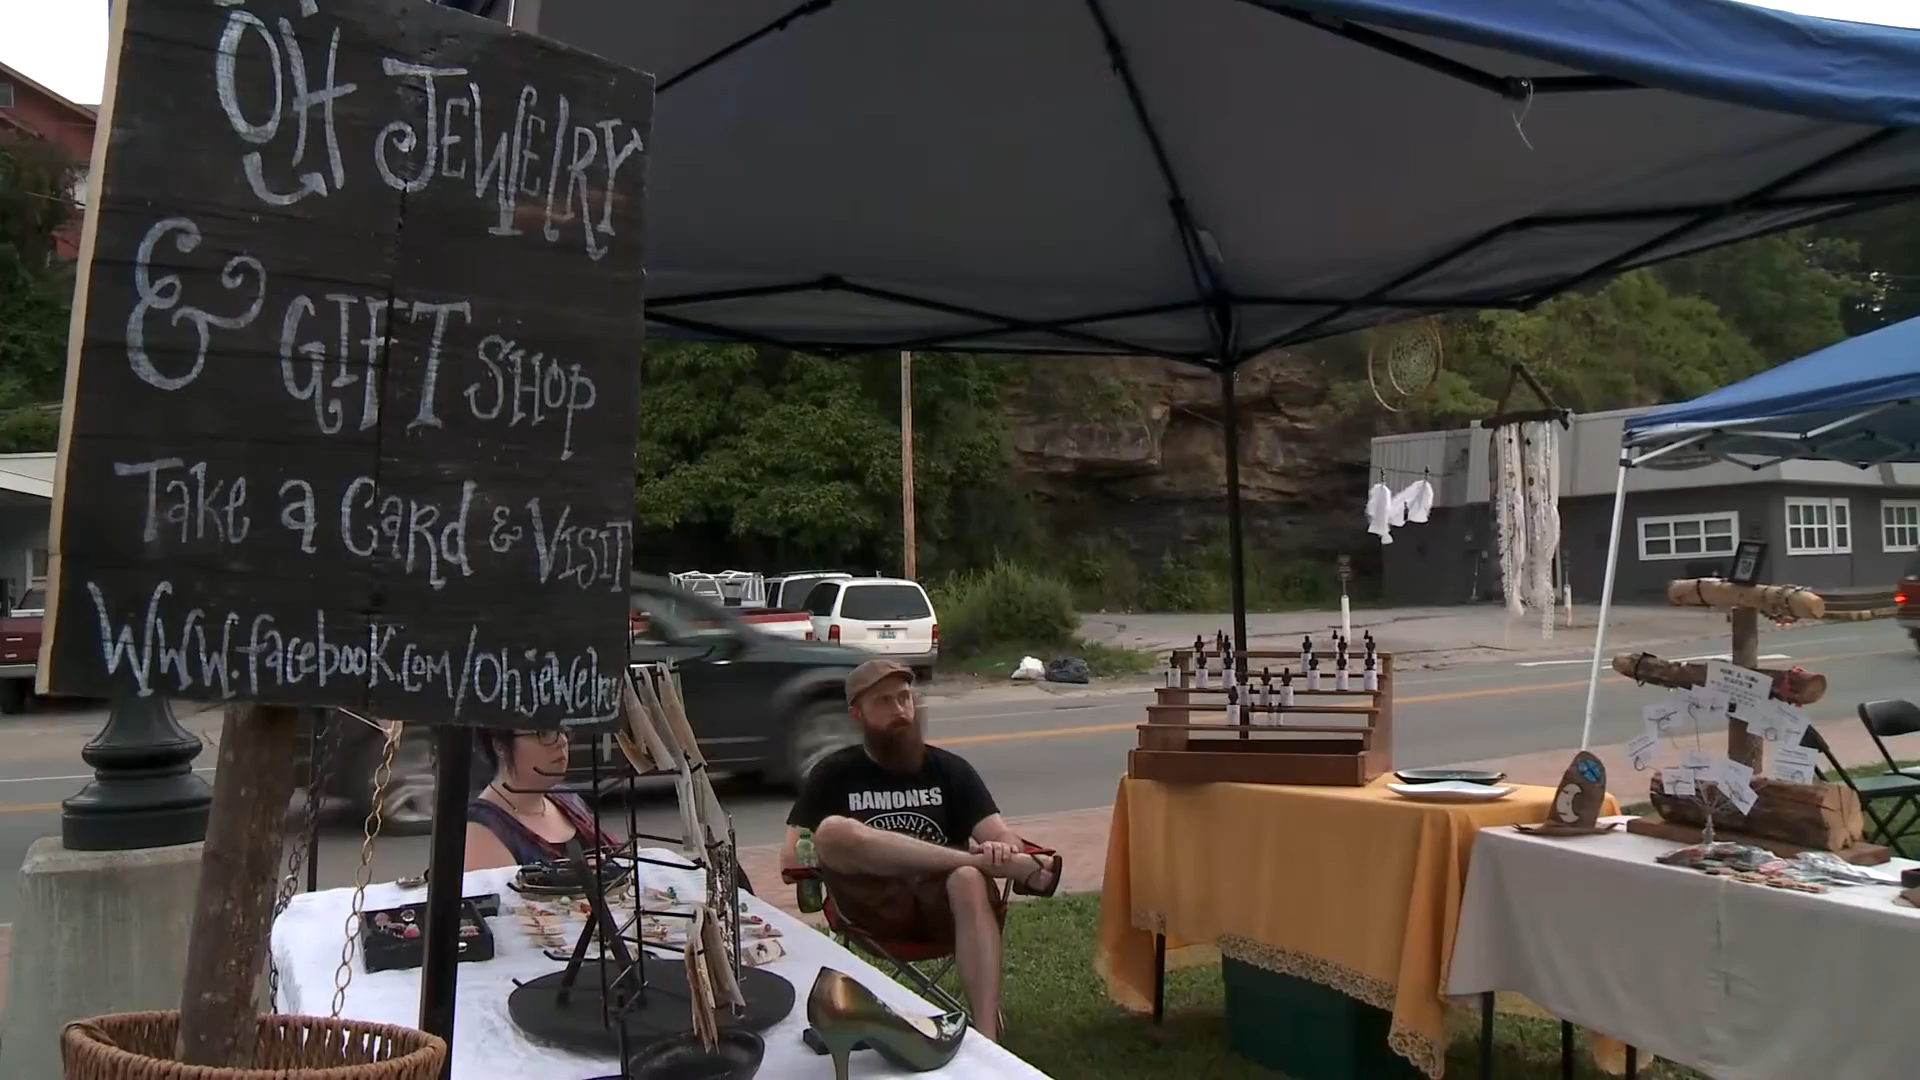 OH JEWELRY
& GIFT SHOP
Take a Card & VISIT
WWW.facebook.com/ohjewelry
RAMONES
JOHNNY